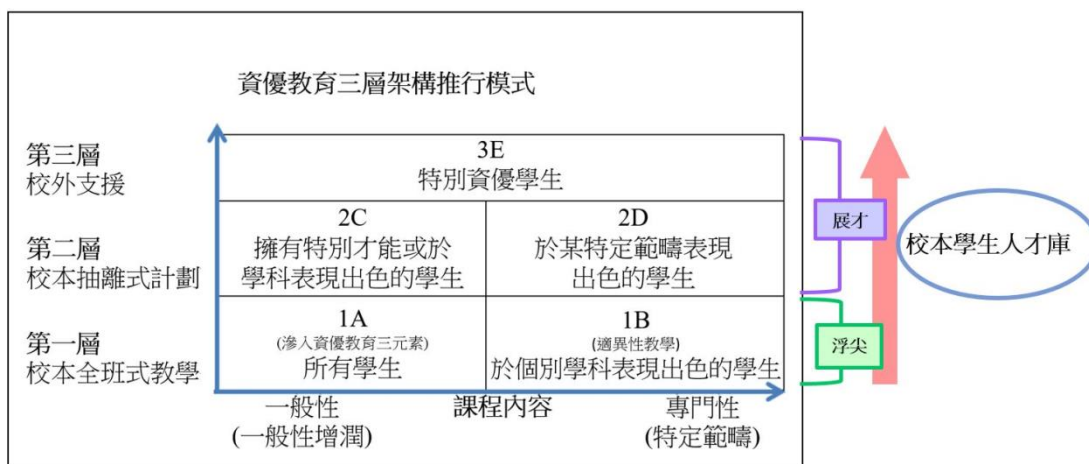 資優教育三層架構推行模式
第三層
校外支援
3E
特別資優學生
第二層
校本抽離式計劃
2C
擁有特別才能或於
學科表現出色的學生
2D
於某特定範疇表現
出色的學生
第一層
校本全班式教學
1A
(滲入資優教育三元素)
所有學生
1B
(適異性教學)
於個別學科表現出色的學生
一般性
(一般性增潤)
課程內容
專門性
(特定範疇)
展才
浮尖
校本學生人才庫